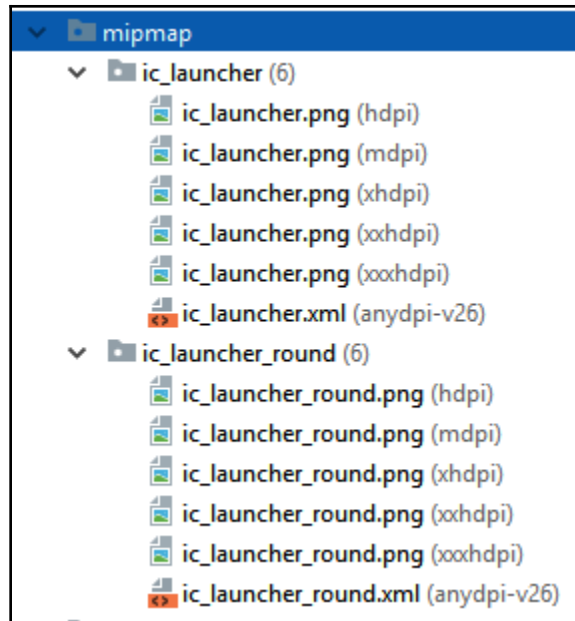 mipmap
ic_launcher (6)
ic_launcher.png (hdpi)
ic_launcher.png (mdpi)
ic_launcher.png (xhdpi)
ic_launcher.png (xxhdpi)
ic_launcher.png (xxxhdpi)
ic_launcher.xml (anydpi-v26)
ic_launcher_round (6)
ic_launcher_round.png (hdpi)
ic_launcher_round.png (mdpi)
ic_launcher_round.png (xhdpi)
ic_launcher_round.png (xxhdpi)
ic_launcher_round.png (xxxhdpi)
ic_launcher_round.xml (anydpi-v26)